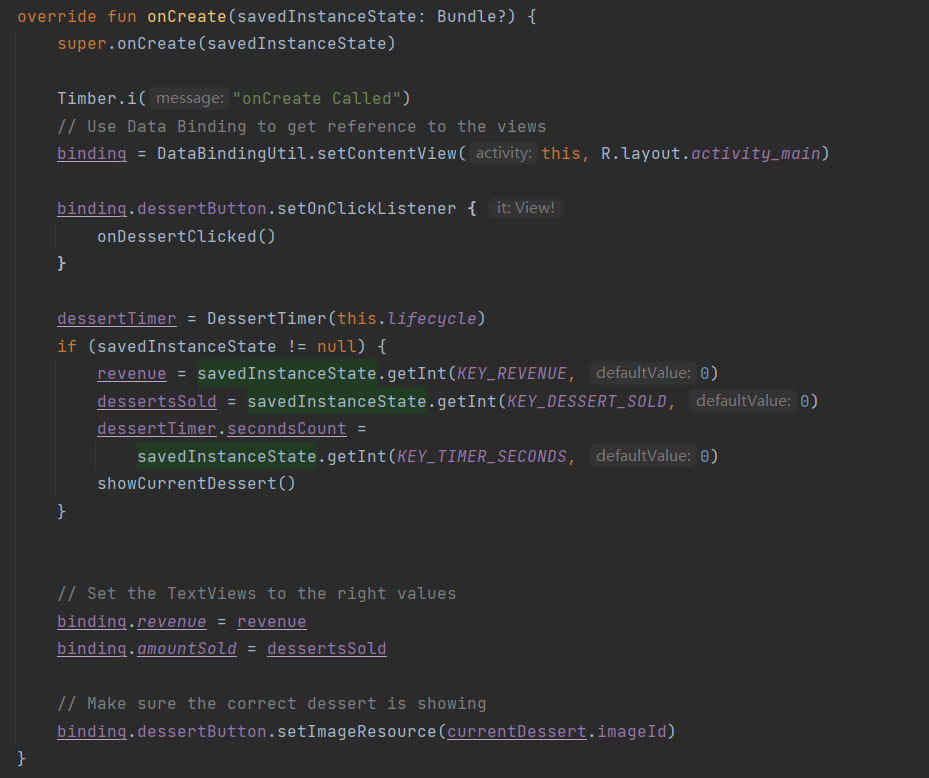 override fun onCreate(savedInstanceState: Bundle?) {
    super.onCreate(savedInstanceState)

    Timber.i( message: "onCreate Called")
    // Use Data Binding to get reference to the views
    binding = DataBindingUtil.setContentView( activity: this, R.layout.activity_main)

    binding.dessertButton.setOnClickListener { it: View!
        onDessertClicked()
    }

    dessertTimer = DessertTimer(this.lifecycle)
    if (savedInstanceState != null) {
        revenue = savedInstanceState.getInt(KEY_REVENUE, defaultValue: 0)
        dessertsSold = savedInstanceState.getInt(KEY_DESSERT_SOLD, defaultValue: 0)
        dessertTimer.secondsCount =
            savedInstanceState.getInt(KEY_TIMER_SECONDS, defaultValue: 0)
        showCurrentDessert()
    }


    // Set the TextViews to the right values
    binding.revenue = revenue
    binding.amountSold = dessertsSold

    // Make sure the correct dessert is showing
    binding.dessertButton.setImageResource(currentDessert.imageId)
}